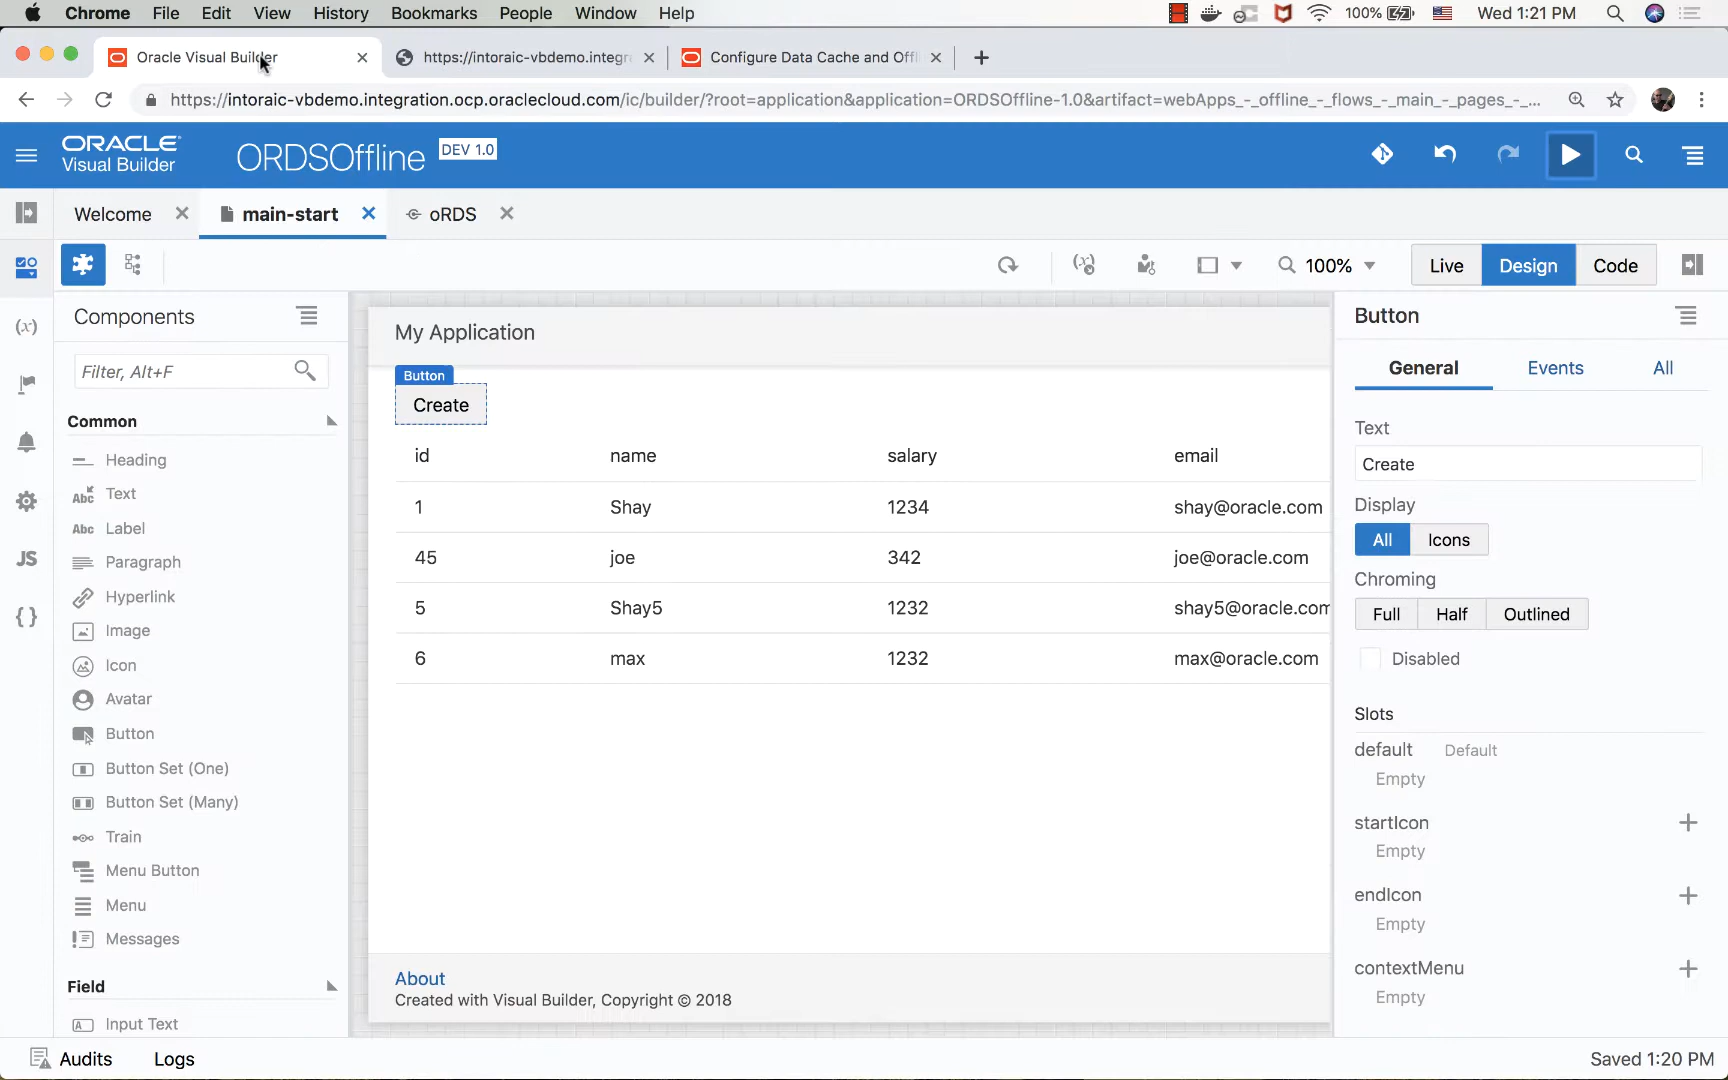 Chrome File Edit View History Bookmarks People Window Help 100% Wed 1:21 PM
Oracle Visual Builder https://intoraic-vbdemo.integr Configure Data Cache and Offl
https://intoraic-vbdemo.integration.ocp.oraclecloud.com/ic/builder/?root=application&application=ORDSOffline-1.0&artifact=webApps_-_offline_-_flows_-_main_-_pages_-_...
ORACLE
Visual Builder
ORDSOffline DEV 1.0
Welcome main-start oRDS
100% Live Design Code
Components
Filter, Alt+F
Common
Heading
Abc Text
Abc Label
Paragraph
Hyperlink
Image
Icon
Avatar
Button
Button Set (One)
Button Set (Many)
Train
Menu Button
Menu
Messages
Field
Input Text
(x)
JS
{ }
My Application
Button
Create
id name salary email
1 Shay 1234 shay@oracle.com
45 joe 342 joe@oracle.com
5 Shay5 1232 shay5@oracle.com
6 max 1232 max@oracle.com
About
Created with Visual Builder, Copyright © 2018
Button
General Events All
Text
Create
Display
All Icons
Chroming
Full Half Outlined
Disabled
Slots
default Default
Empty
startIcon
Empty
endIcon
Empty
contextMenu
Empty
Audits Logs Saved 1:20 PM